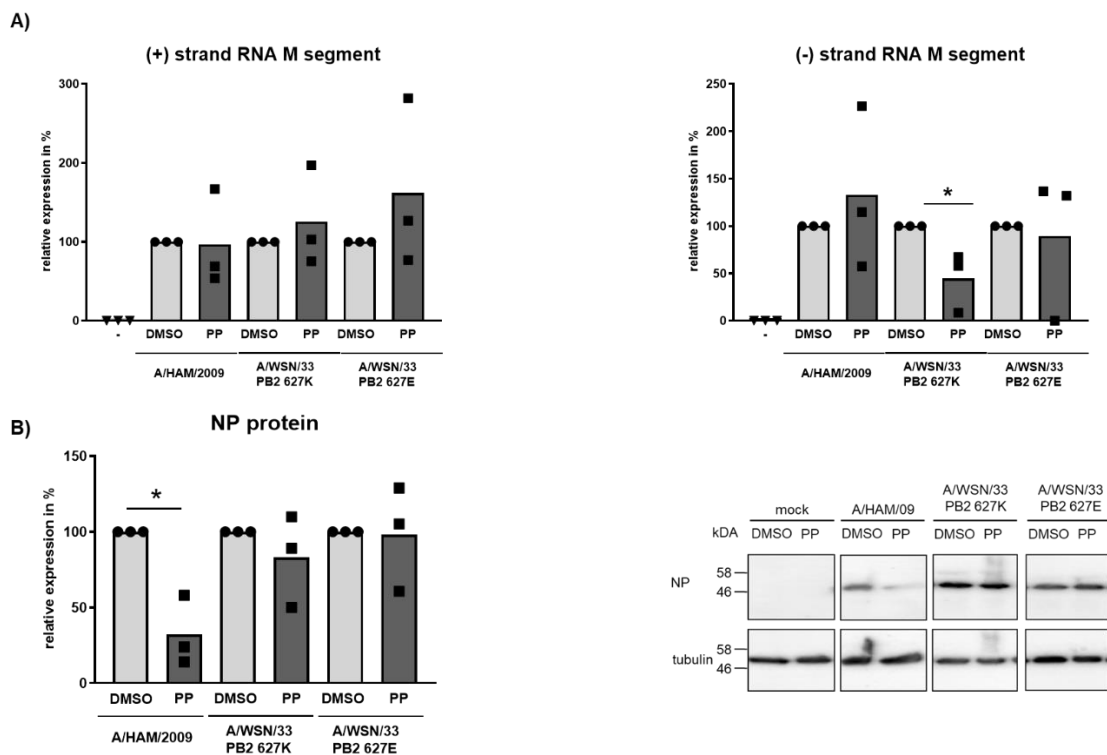 A)
(+) strand RNA M segment
relative expression in %
300
200
100
0
-
DMSO PP DMSO PP DMSO PP
A/HAM/2009
A/WSN/33
PB2 627K
A/WSN/33
PB2 627E
(-) strand RNA M segment
relative expression in %
250
200
150
100
50
0
*
-
DMSO PP DMSO PP DMSO PP
A/HAM/2009
A/WSN/33
PB2 627K
A/WSN/33
PB2 627E
B)
NP protein
relative expression in %
150
100
50
0
*
DMSO PP DMSO PP DMSO PP
A/HAM/2009
A/WSN/33
PB2 627K
A/WSN/33
PB2 627E
mock
A/HAM/09
A/WSN/33
PB2 627K
A/WSN/33
PB2 627E
kDA DMSO PP DMSO PP DMSO PP DMSO PP
NP
58
46
tubulin
58
46